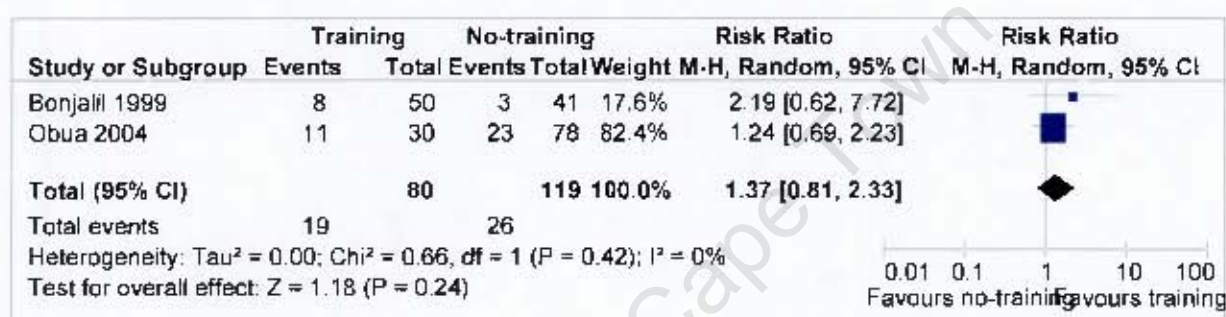 Training No-training Risk Ratio Risk Ratio
Study or Subgroup Events Total Events Total Weight M-H, Random, 95% CI M-H, Random, 95% CI
Bonjalil 1999 8 50 3 41 17.6% 2.19 [0.62, 7.72]
Obua 2004 11 30 23 78 82.4% 1.24 [0.69, 2.23]
Total (95% CI) 80 119 100.0% 1.37 [0.81, 2.33]
Total events 19 26
Heterogeneity: Tau² = 0.00; Chi² = 0.66, df = 1 (P = 0.42); I² = 0%
Test for overall effect: Z = 1.18 (P = 0.24)
0.01 0.1 1 10 100
Favours no-training Favours training
Cape Town